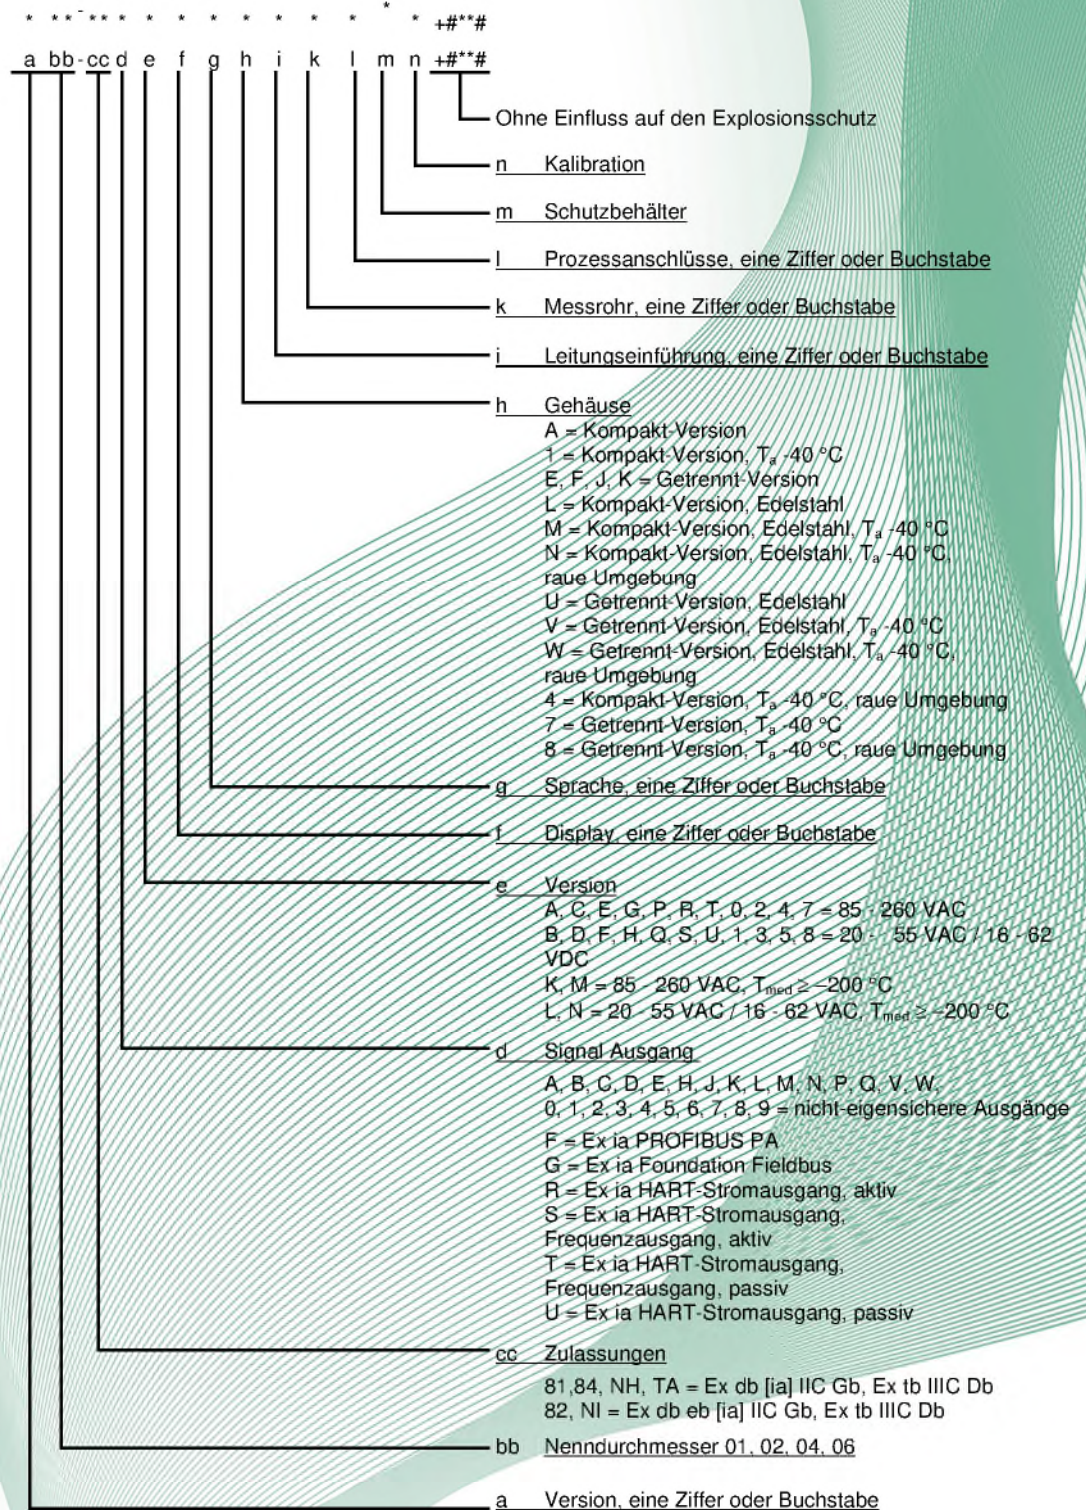 * ** - ** * * * * * * * * * * +#**#
a bb - cc d e f g h i k l m n +#**#
Ohne Einfluss auf den Explosionsschutz
n Kalibration
m Schutzbehälter
l Prozessanschlüsse, eine Ziffer oder Buchstabe
k Messrohr, eine Ziffer oder Buchstabe
i Leitungseinführung, eine Ziffer oder Buchstabe
h Gehäuse
A = Kompakt-Version
1 = Kompakt-Version, Ta -40 °C
E, F, J, K = Getrennt-Version
L = Kompakt-Version, Edelstahl
M = Kompakt-Version, Edelstahl, Ta -40 °C
N = Kompakt-Version, Edelstahl, Ta -40 °C,
raue Umgebung
U = Getrennt-Version, Edelstahl
V = Getrennt-Version, Edelstahl, Ta -40 °C
W = Getrennt-Version, Edelstahl, Ta -40 °C,
raue Umgebung
4 = Kompakt-Version, Ta -40 °C, raue Umgebung
7 = Getrennt-Version, Ta -40 °C
8 = Getrennt-Version, Ta -40 °C, raue Umgebung
g Sprache, eine Ziffer oder Buchstabe
f Display, eine Ziffer oder Buchstabe
e Version
A, C, E, G, P, R, T, 0, 2, 4, 7 = 85 - 260 VAC
B, D, F, H, Q, S, U, 1, 3, 5, 8 = 20 - 55 VAC / 16 - 62
VDC
K, M = 85 - 260 VAC, Tmed ≥ −200 °C
L, N = 20 - 55 VAC / 16 - 62 VAC, Tmed ≥ −200 °C
d Signal Ausgang
A, B, C, D, E, H, J, K, L, M, N, P, Q, V, W,
0, 1, 2, 3, 4, 5, 6, 7, 8, 9 = nicht-eigensichere Ausgänge
F = Ex ia PROFIBUS PA
G = Ex ia Foundation Fieldbus
R = Ex ia HART-Stromausgang, aktiv
S = Ex ia HART-Stromausgang,
Frequenzausgang, aktiv
T = Ex ia HART-Stromausgang,
Frequenzausgang, passiv
U = Ex ia HART-Stromausgang, passiv
cc Zulassungen
81,84, NH, TA = Ex db [ia] IIC Gb, Ex tb IIIC Db
82, NI = Ex db eb [ia] IIC Gb, Ex tb IIIC Db
bb Nenndurchmesser 01, 02, 04, 06
a Version, eine Ziffer oder Buchstabe